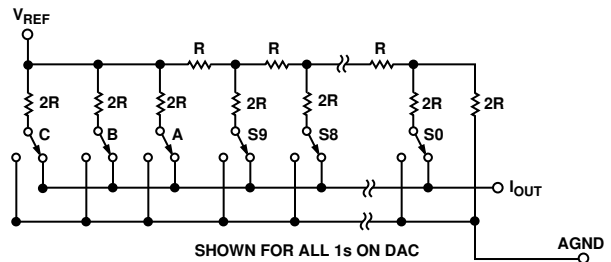 VREF
R R R
2R 2R 2R 2R 2R 2R 2R
C B A S9 S8 S0
IOUT
SHOWN FOR ALL 1s ON DAC
AGND